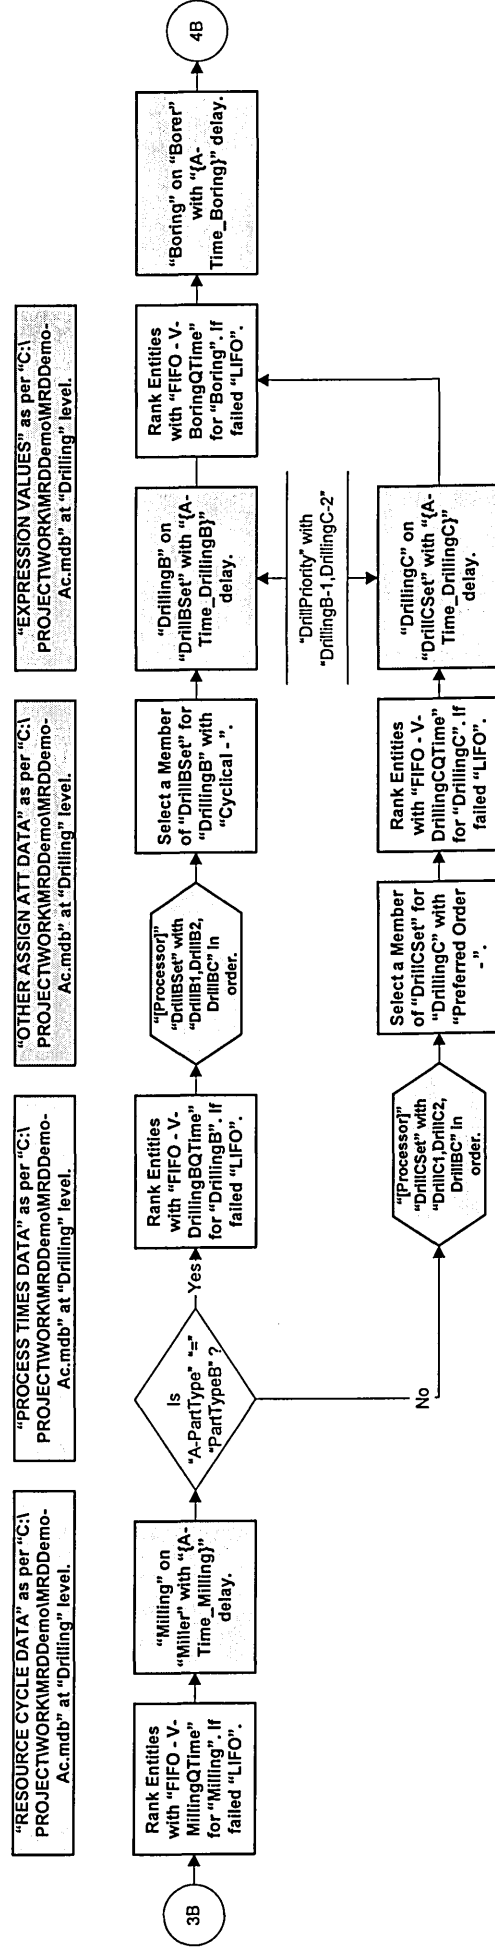 "RESOURCE CYCLE DATA" as per "C:\
PROJECTWORK\MRDDemo\MRDDemo-
Ac.mdb" at "Drilling" level.
"PROCESS TIMES DATA" as per "C:\
PROJECTWORK\MRDDemo\MRDDemo-
Ac.mdb" at "Drilling" level.
"OTHER ASSIGN ATT DATA" as per "C:\
PROJECTWORK\MRDDemo\MRDDemo-
Ac.mdb" at "Drilling" level.
"EXPRESSION VALUES" as per "C:\
PROJECTWORK\MRDDemo\MRDDemo-
Ac.mdb" at "Drilling" level.
3B
Rank Entities
with "FIFO - V-
MillingQTime"
for "Milling". If
failed "LIFO".
"Milling" on
"Miller" with "{A-
Time_Milling}"
delay.
Is
"A-PartType" "="
"PartTypeB" ?
Yes
Rank Entities
with "FIFO - V-
DrillingBQTime"
for "DrillingB". If
failed "LIFO".
"[Processor]"
"DrillBSet" with
"DrillB1,DrillB2,
DrillBC" In
order.
Select a Member
of "DrillBSet" for
"DrillingB" with
"Cyclical - ".
"DrillingB" on
"DrillBSet" with "{A-
Time_DrillingB}"
delay.
Rank Entities
with "FIFO - V-
BoringQTime"
for "Boring". If
failed "LIFO".
"Boring" on "Borer"
with "{A-
Time_Boring}" delay.
4B
"DrillPriority" with
"DrillingB-1,DrillingC-2"
No
"[Processor]"
"DrillCSet" with
"DrillC1,DrillC2,
DrillBC" In
order.
Select a Member
of "DrillCSet" for
"DrillingC" with
"Preferred Order
- ".
Rank Entities
with "FIFO - V-
DrillingCQTime"
for "DrillingC". If
failed "LIFO".
"DrillingC" on
"DrillCSet" with "{A-
Time_DrillingC}"
delay.